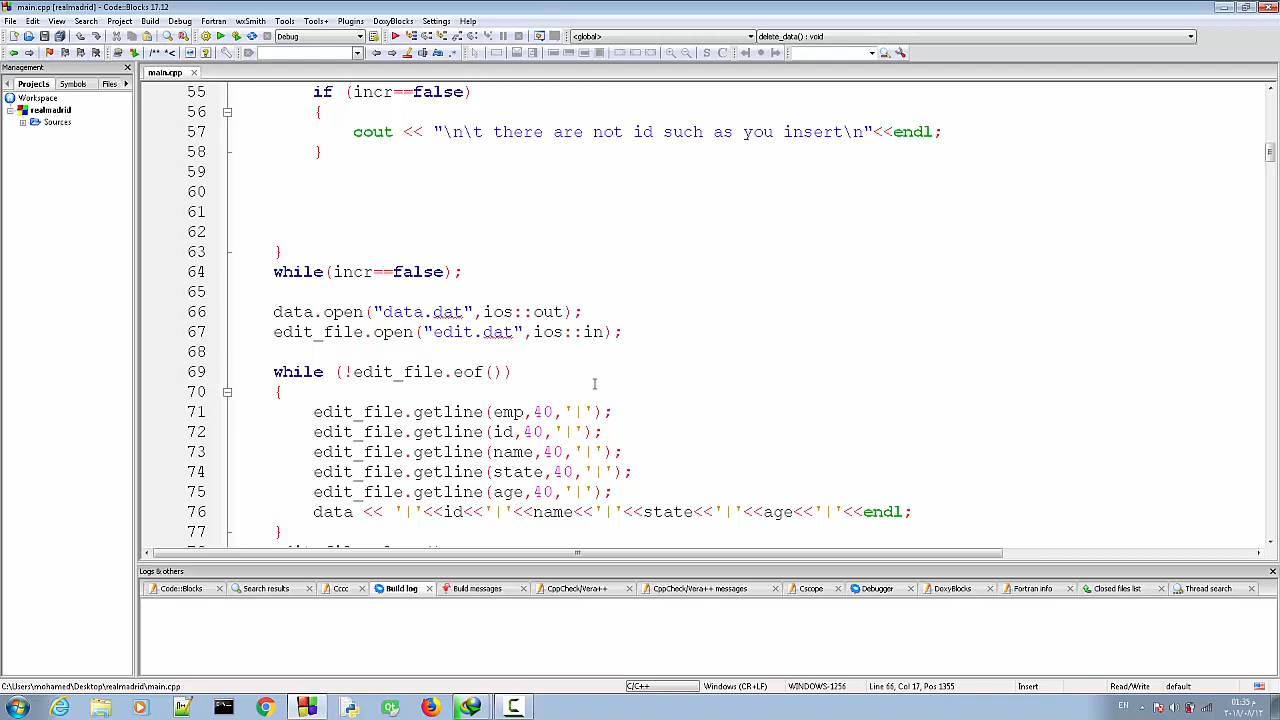 main.cpp [realmadrid] - Code::Blocks 17.12
File Edit View Search Project Build Debug Fortran wxSmith Tools Tools+ Plugins DoxyBlocks Settings Help
Debug <global> delete_data() : void
Management main.cpp
Projects Symbols Files
Workspace
realmadrid
Sources
55 if (incr==false)
56 {
57 cout << "\n\t there are not id such as you insert\n"<<endl;
58 }
59
60
61
62
63 }
64 while(incr==false);
65
66 data.open("data.dat",ios::out);
67 edit_file.open("edit.dat",ios::in);
68
69 while (!edit_file.eof())
70 {
71 edit_file.getline(emp,40,'|');
72 edit_file.getline(id,40,'|');
73 edit_file.getline(name,40,'|');
74 edit_file.getline(state,40,'|');
75 edit_file.getline(age,40,'|');
76 data << '|'<<id<<'|'<<name<<'|'<<state<<'|'<<age<<'|'<<endl;
77 }
Logs & others
Code::Blocks Search results Cccc Build log Build messages CppCheck/Vera++ CppCheck/Vera++ messages Cscope Debugger DoxyBlocks Fortran info Closed files list Thread search
C:\Users\mohamed\Desktop\realmadrid\main.cpp C/C++ Windows (CR+LF) WINDOWS-1256 Line 66, Col 17, Pos 1355 Insert Read/Write default
EN 01:35 م
٢٠١٨/٠٨/١٢